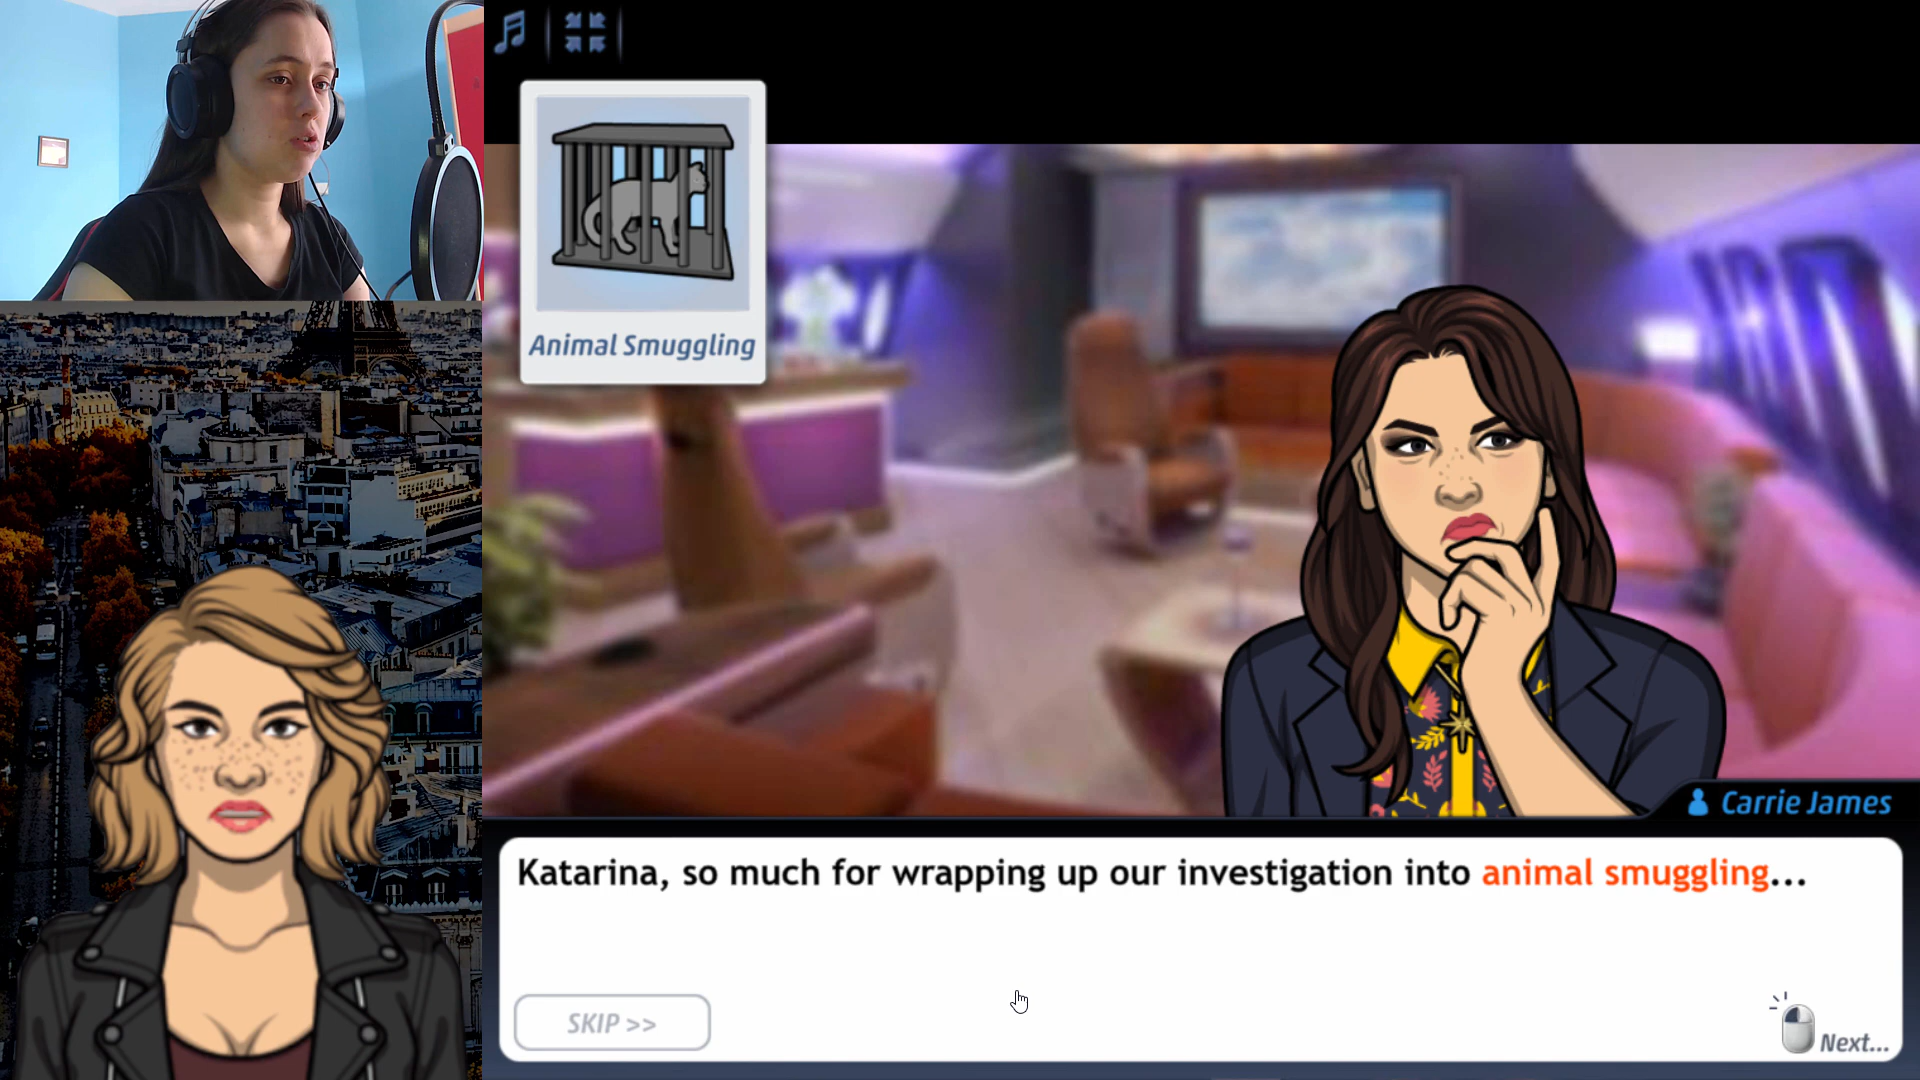 Animal Smuggling
Carrie James
Katarina, so much for wrapping up our investigation into animal smuggling...
SKIP >>
Next...